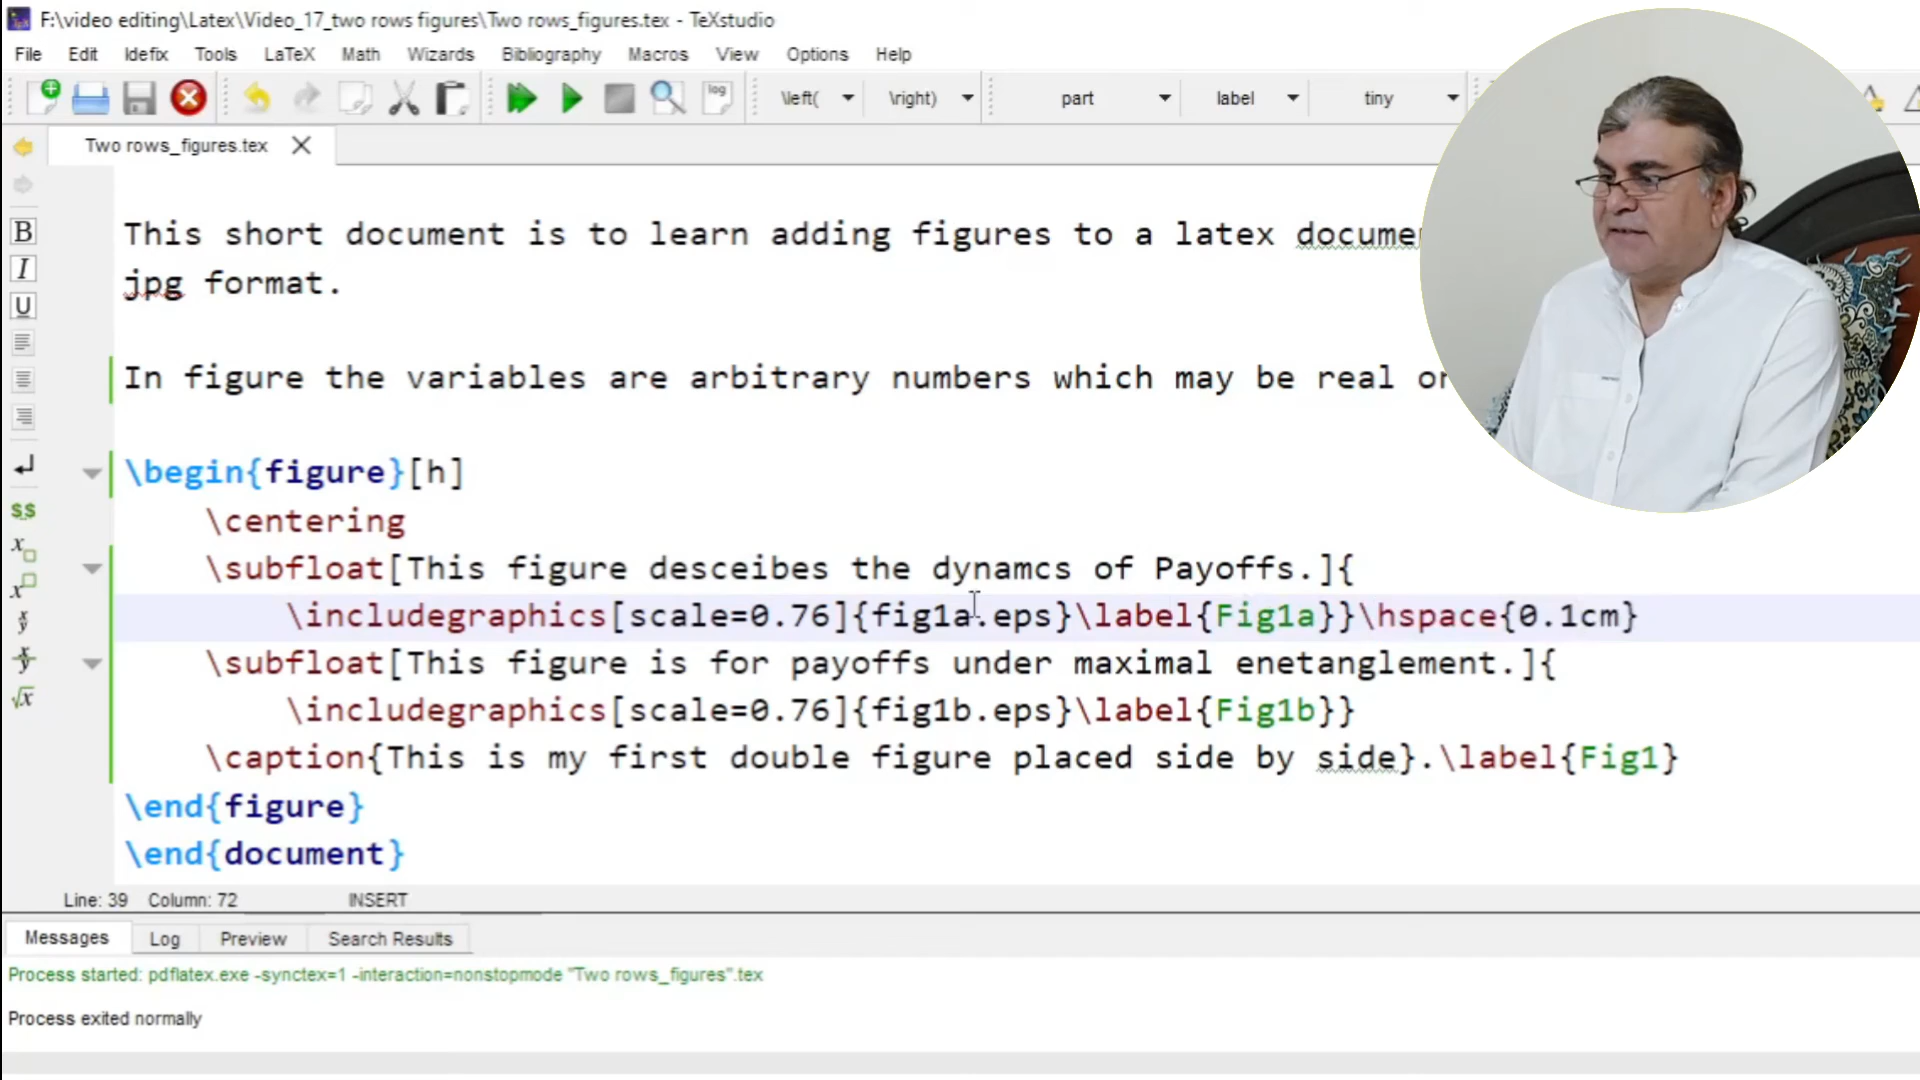 F:\video editing\Latex\Video_17_two rows figures\Two rows_figures.tex - TeXstudio
File Edit Idefix Tools LaTeX Math Wizards Bibliography Macros View Options Help
log \left( \right) part label tiny
Two rows_figures.tex
This short document is to learn adding figures to a latex
jpg format.
In figure the variables are arbitrary numbers which may be real or
\begin{figure}[h]
\centering
\subfloat[This figure desceibes the dynamcs of Payoffs.]{
\includegraphics[scale=0.76]{fig1a.eps}\label{Fig1a}}\hspace{0.1cm}
\subfloat[This figure is for payoffs under maximal enetanglement.]{
\includegraphics[scale=0.76]{fig1b.eps}\label{Fig1b}}
\caption{This is my first double figure placed side by side}.\label{Fig1}
\end{figure}
\end{document}
B
I
U
$$
Line: 39 Column: 72 INSERT
Messages Log Preview Search Results
Process started: pdflatex.exe -synctex=1 -interaction=nonstopmode "Two rows_figures".tex
Process exited normally